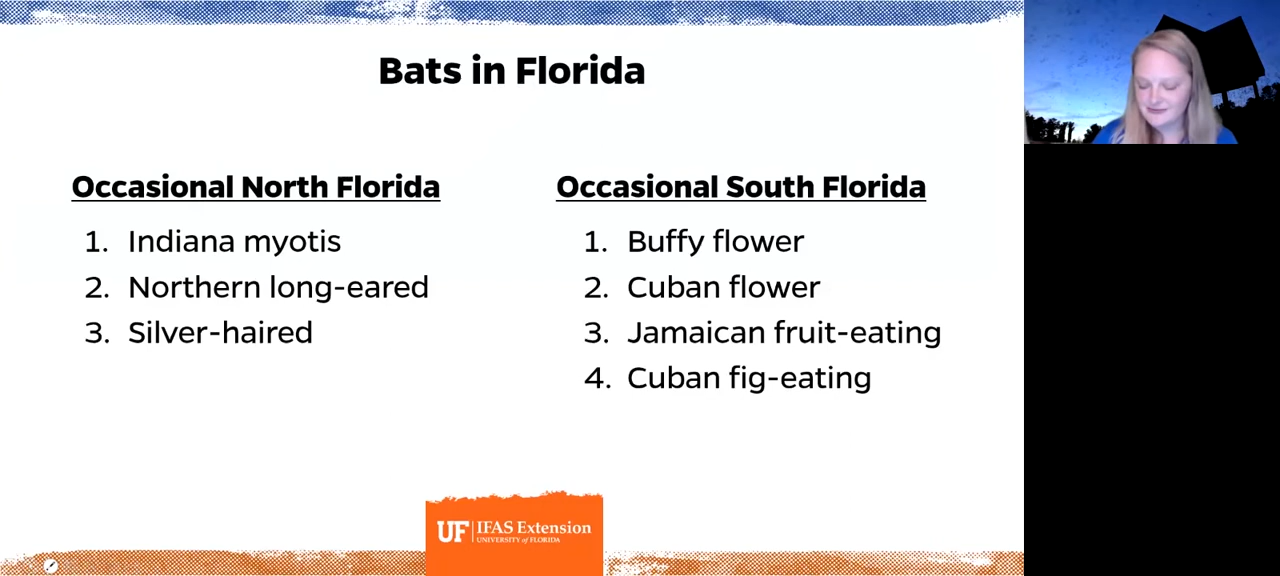 Bats in Florida
Occasional North Florida
1. Indiana myotis
2. Northern long-eared
3. Silver-haired
Occasional South Florida
1. Buffy flower
2. Cuban flower
3. Jamaican fruit-eating
4. Cuban fig-eating
UF | IFAS Extension
UNIVERSITY of FLORIDA